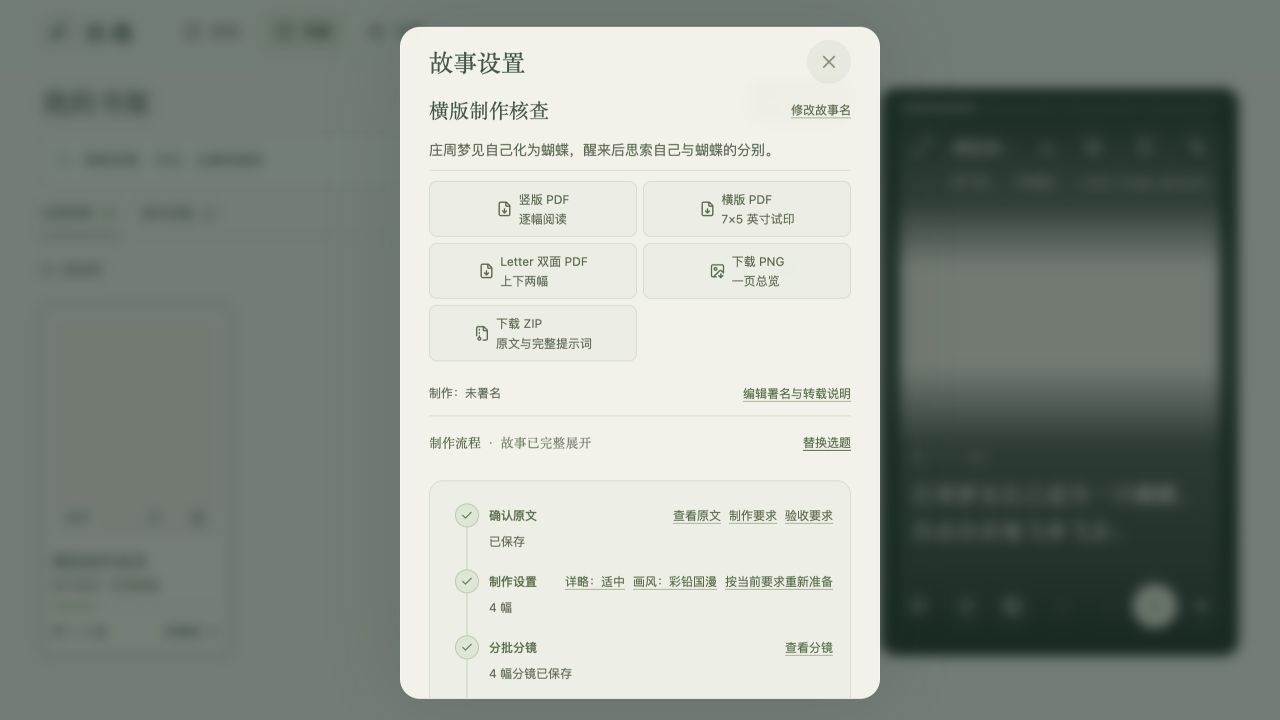 故事设置
横版制作核查
修改故事名
庄周梦见自己化为蝴蝶，醒来后思索自己与蝴蝶的分别。
竖版 PDF
逐幅阅读
横版 PDF
7×5 英寸试印
Letter 双面 PDF
上下两幅
下载 PNG
一页总览
下载 ZIP
原文与完整提示词
制作：未署名
编辑署名与转载说明
制作流程 · 故事已完整展开
替换选题
确认原文
查看原文 制作要求 验收要求
已保存
制作设置
详略：适中 画风：彩铅国漫 按当前要求重新准备
4 幅
分批分镜
查看分镜
4 幅分镜已保存